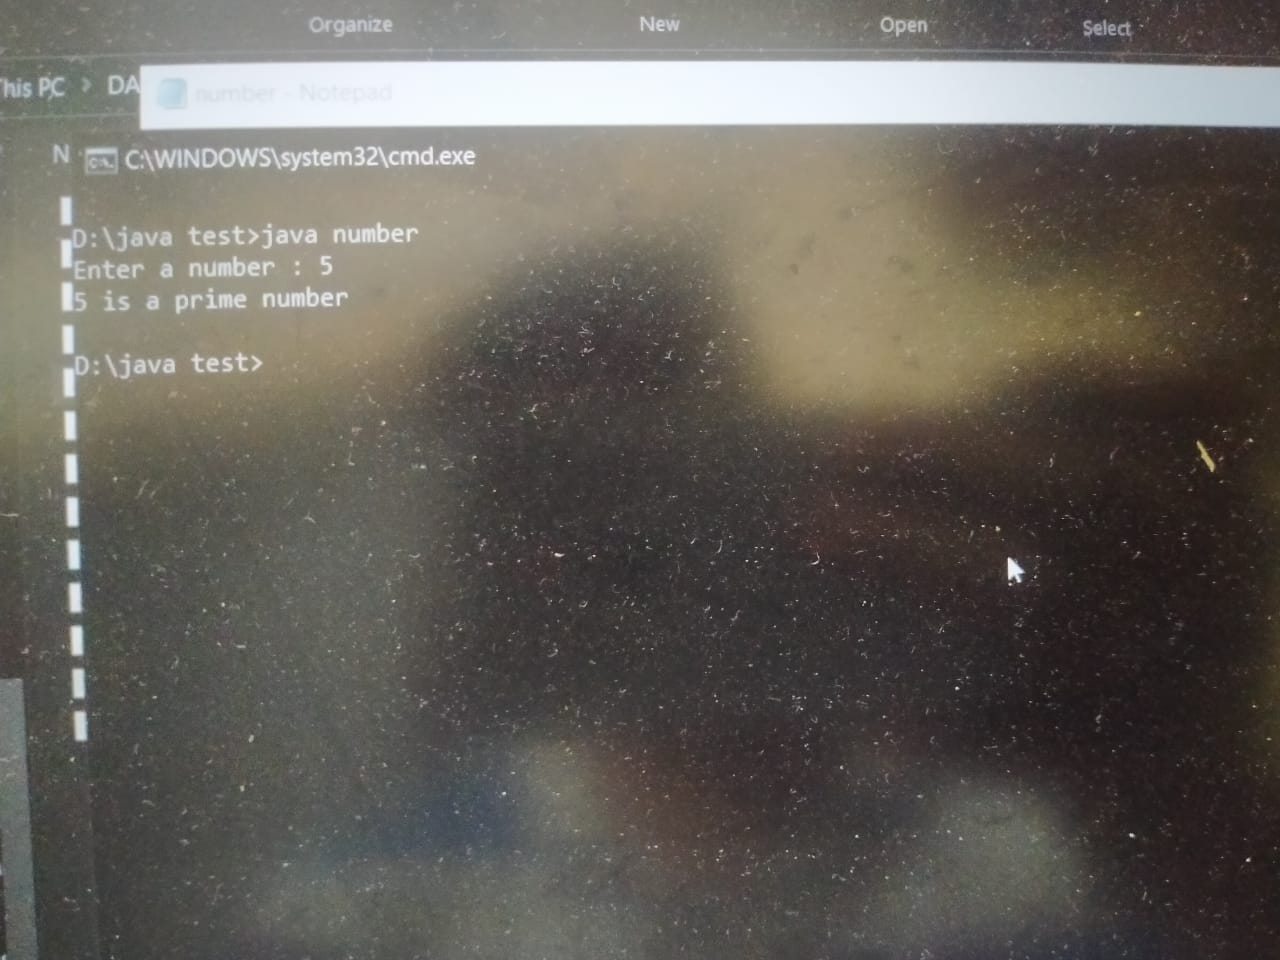 Organize New Open Select
This PC > DA
number - Notepad
N
C:\WINDOWS\system32\cmd.exe
D:\java test>java number
Enter a number : 5
5 is a prime number
D:\java test>